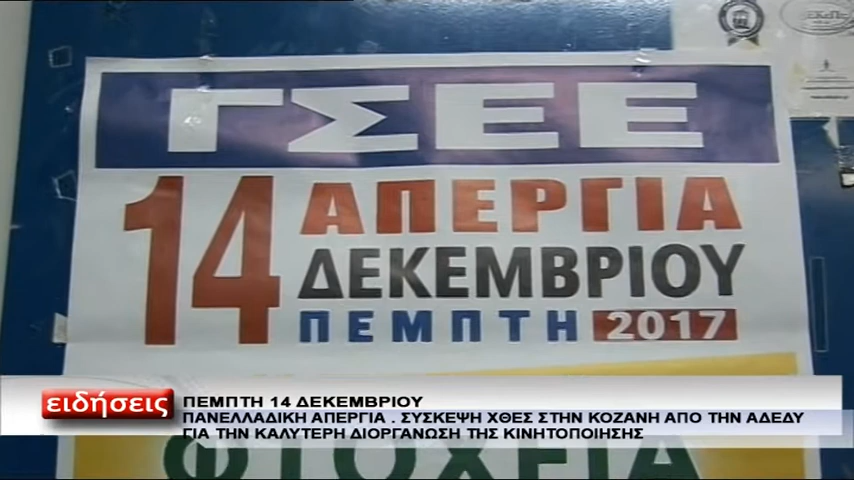 ΓΣΕΕ
14 ΑΠΕΡΓΙΑ
ΔΕΚΕΜΒΡΙΟΥ
ΠΕΜΠΤΗ 2017
ειδήσεις
ΠΕΜΠΤΗ 14 ΔΕΚΕΜΒΡΙΟΥ
ΠΑΝΕΛΛΑΔΙΚΗ ΑΠΕΡΓΙΑ . ΣΥΣΚΕΨΗ ΧΘΕΣ ΣΤΗΝ ΚΟΖΑΝΗ ΑΠΟ ΤΗΝ ΑΔΕΔΥ
ΓΙΑ ΤΗΝ ΚΑΛΥΤΕΡΗ ΔΙΟΡΓΑΝΩΣΗ ΤΗΣ ΚΙΝΗΤΟΠΟΙΗΣΗΣ
ΦΤΩΧΕΙΑ